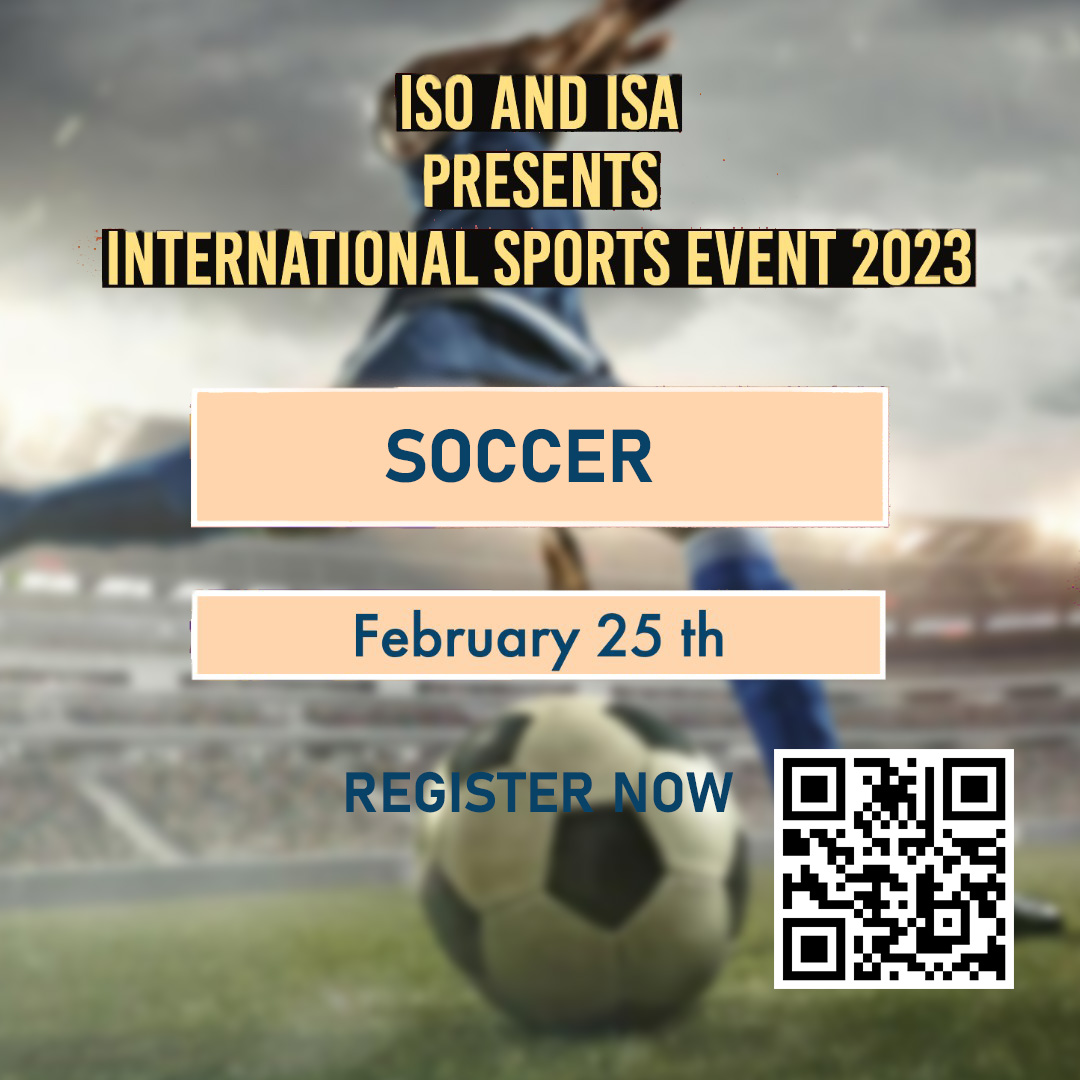 ISO AND ISA
PRESENTS
INTERNATIONAL SPORTS EVENT 2023
SOCCER
February 25 th
REGISTER NOW